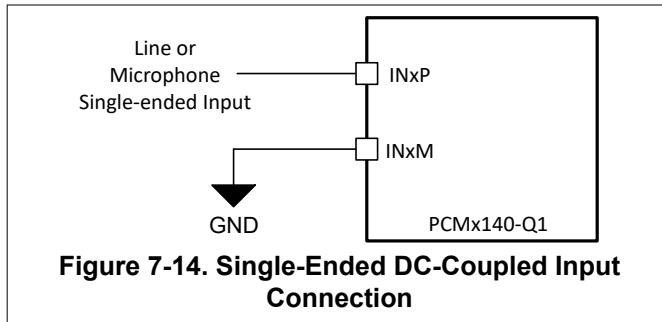 Line or
Microphone
Single-ended Input
INxP
INxM
GND
PCMx140-Q1
Figure 7-14. Single-Ended DC-Coupled Input
Connection